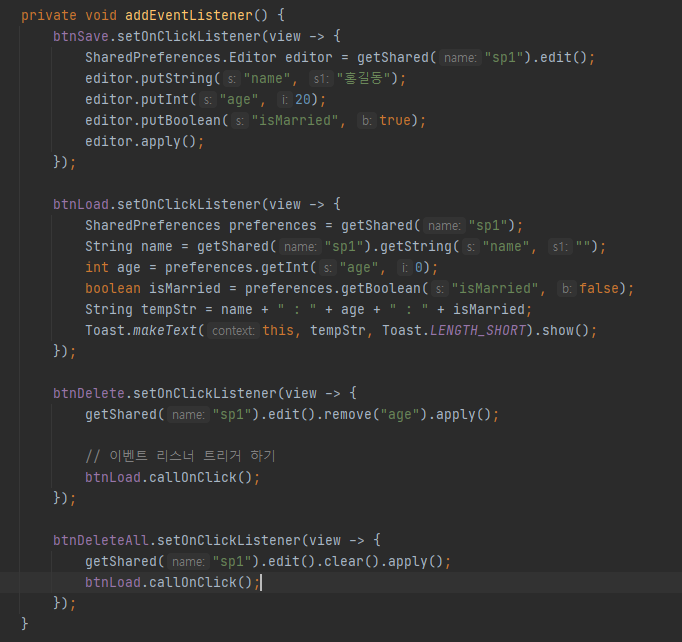 private void addEventListener() {
btnSave.setOnClickListener(view -> {
SharedPreferences.Editor editor = getShared( name: "sp1").edit();
editor.putString( s: "name", s1: "홍길동");
editor.putInt( s: "age", i: 20);
editor.putBoolean( s: "isMarried", b: true);
editor.apply();
});
btnLoad.setOnClickListener(view -> {
SharedPreferences preferences = getShared( name: "sp1");
String name = getShared( name: "sp1").getString( s: "name", s1: "");
int age = preferences.getInt( s: "age", i: 0);
boolean isMarried = preferences.getBoolean( s: "isMarried", b: false);
String tempStr = name + " : " + age + " : " + isMarried;
Toast.makeText( context: this, tempStr, Toast.LENGTH_SHORT).show();
});
btnDelete.setOnClickListener(view -> {
getShared( name: "sp1").edit().remove("age").apply();
// 이벤트 리스너 트리거 하기
btnLoad.callOnClick();
});
btnDeleteAll.setOnClickListener(view -> {
getShared( name: "sp1").edit().clear().apply();
btnLoad.callOnClick();
});
}